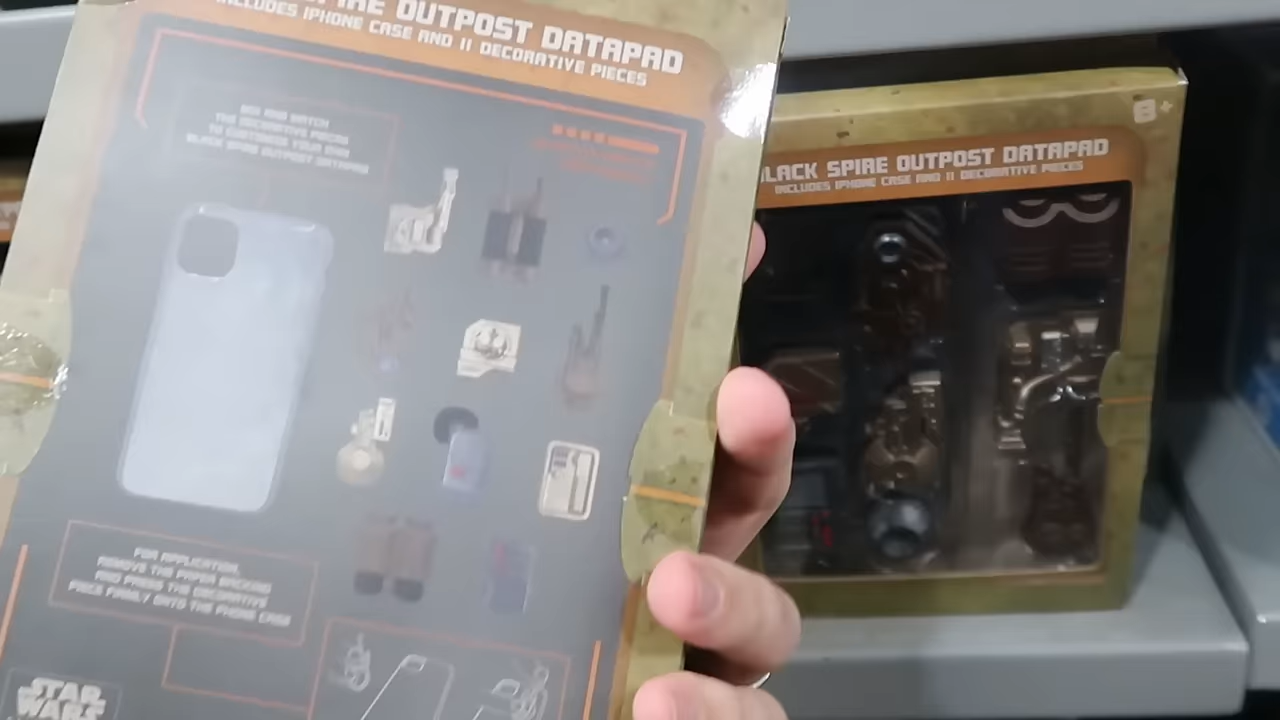 SPIRE OUTPOST DATAPAD
INCLUDES IPHONE CASE AND 11 DECORATIVE PIECES
MIX AND MATCH
THE DECORATIVE PIECES
TO CUSTOMIZE YOUR OWN
BLACK SPIRE OUTPOST DATAPAD
FOR APPLICATION,
REMOVE THE PAPER BACKING
AND PRESS THE DECORATIVE
PIECE FIRMLY ONTO THE PHONE CASE
STAR
WARS
8+
LACK SPIRE OUTPOST DATAPAD
INCLUDES IPHONE CASE AND 11 DECORATIVE PIECES